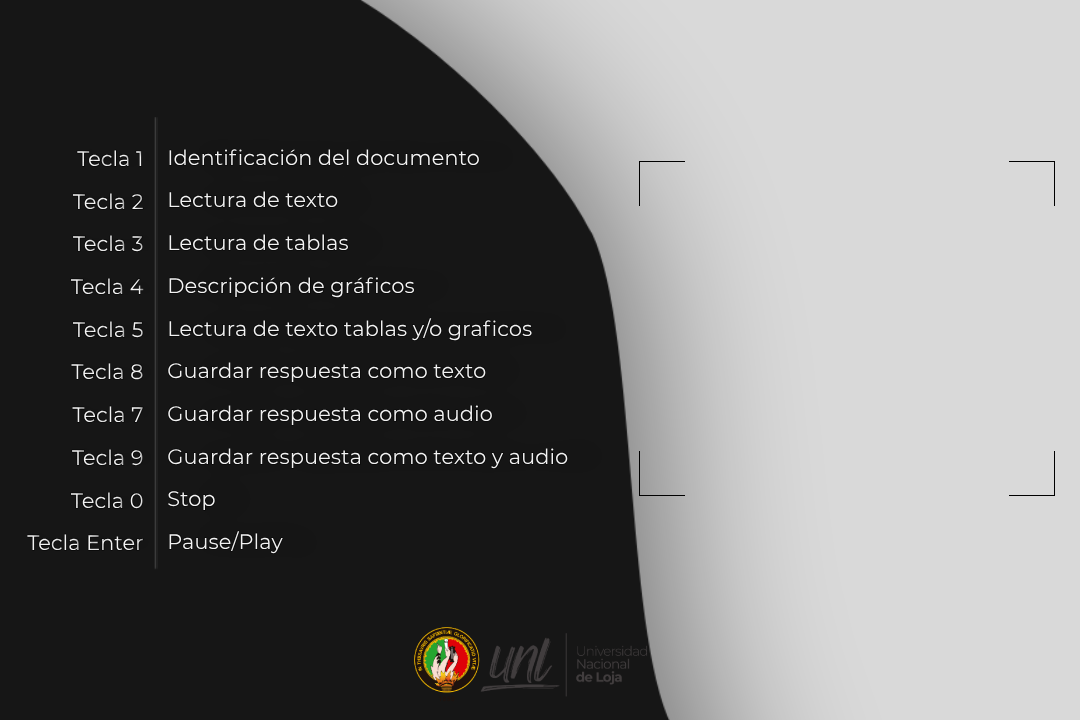 Tecla 1 Identificación del documento
Tecla 2 Lectura de texto
Tecla 3 Lectura de tablas
Tecla 4 Descripción de gráficos
Tecla 5 Lectura de texto tablas y/o graficos
Tecla 8 Guardar respuesta como texto
Tecla 7 Guardar respuesta como audio
Tecla 9 Guardar respuesta como texto y audio
Tecla 0 Stop
Tecla Enter Pause/Play
unl
Universidad
Nacional
de Loja